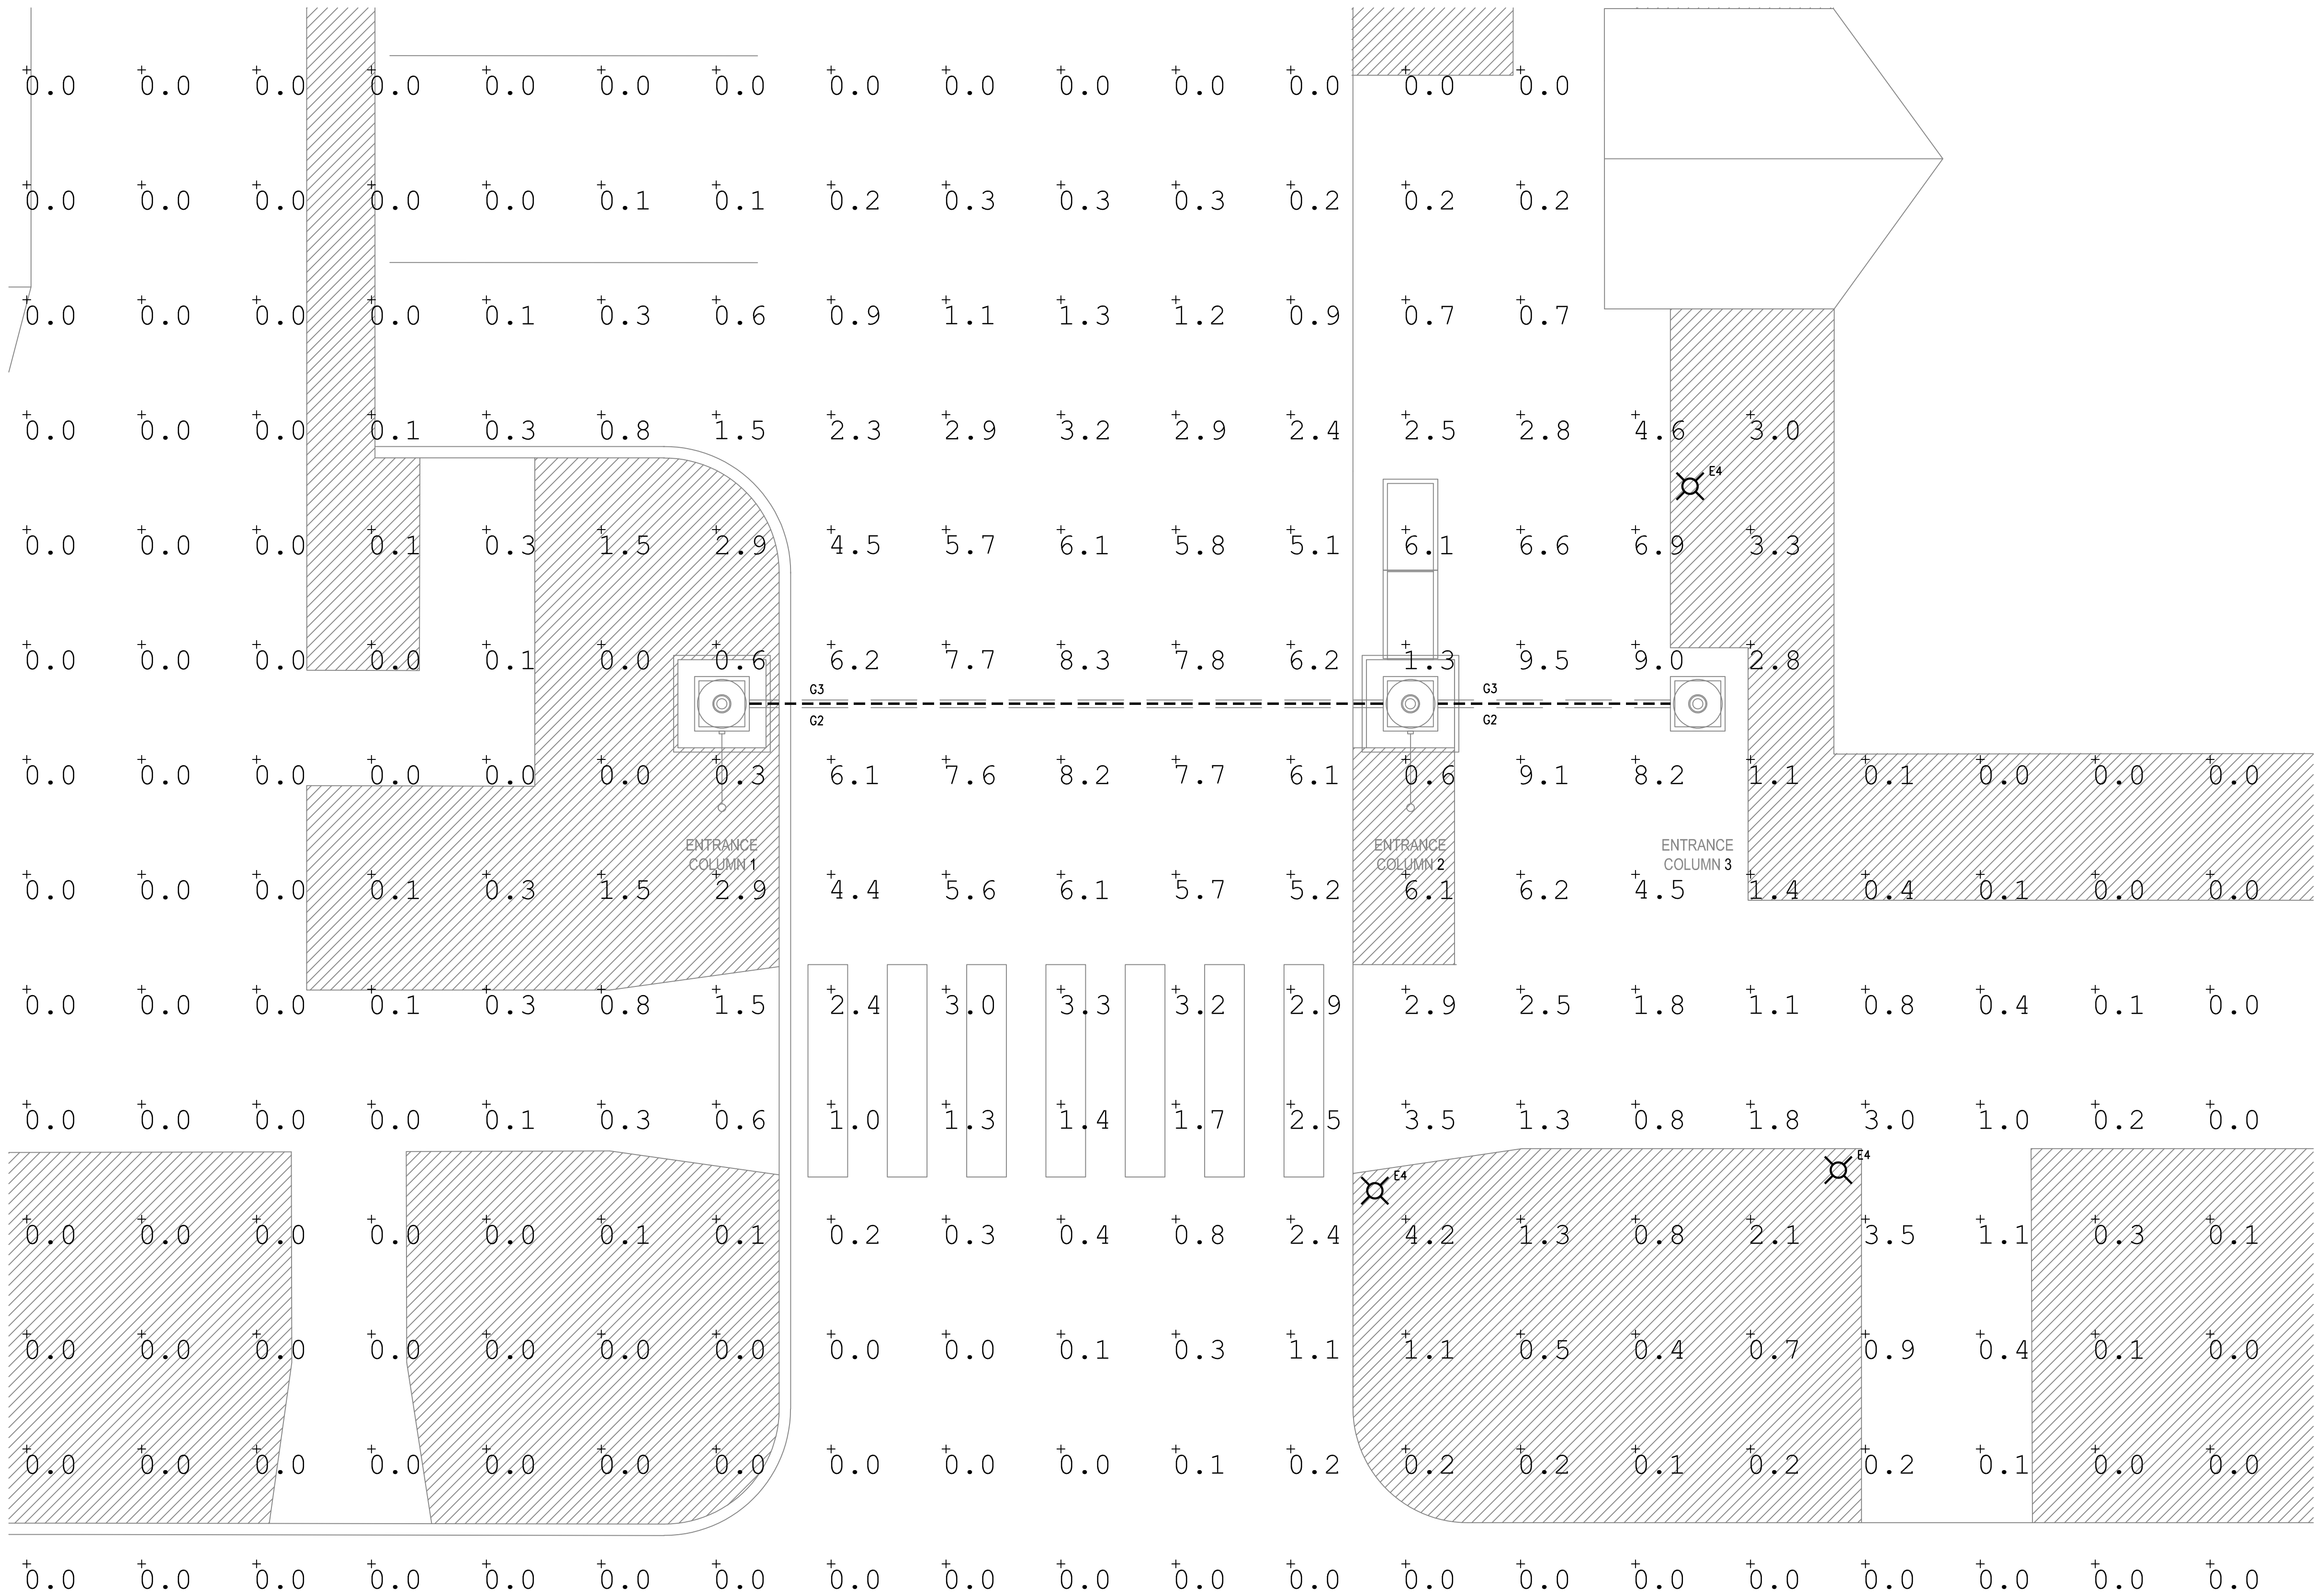 0.0 0.0 0.0 0.0 0.0 0.0 0.0 0.0 0.0 0.0 0.0 0.0 0.0 0.0
0.0 0.0 0.0 0.0 0.0 0.1 0.1 0.2 0.3 0.3 0.3 0.2 0.2 0.2
0.0 0.0 0.0 0.0 0.1 0.3 0.6 0.9 1.1 1.3 1.2 0.9 0.7 0.7
0.0 0.0 0.0 0.1 0.3 0.8 1.5 2.3 2.9 3.2 2.9 2.4 2.5 2.8 4.6 3.0
E4
0.0 0.0 0.0 0.1 0.3 1.5 2.9 4.5 5.7 6.1 5.8 5.1 6.1 6.6 6.9 3.3
0.0 0.0 0.0 0.0 0.1 0.0 0.6 6.2 7.7 8.3 7.8 6.2 1.3 9.5 9.0 2.8
G3 G3
G2 G2
0.0 0.0 0.0 0.0 0.0 0.0 0.3 6.1 7.6 8.2 7.7 6.1 0.6 9.1 8.2 1.1 0.1 0.0 0.0 0.0
ENTRANCE ENTRANCE ENTRANCE
COLUMN 1 COLUMN 2 COLUMN 3
0.0 0.0 0.0 0.1 0.3 1.5 2.9 4.4 5.6 6.1 5.7 5.2 6.1 6.2 4.5 1.4 0.4 0.1 0.0 0.0
0.0 0.0 0.0 0.1 0.3 0.8 1.5 2.4 3.0 3.3 3.2 2.9 2.9 2.5 1.8 1.1 0.8 0.4 0.1 0.0
0.0 0.0 0.0 0.0 0.1 0.3 0.6 1.0 1.3 1.4 1.7 2.5 3.5 1.3 0.8 1.8 3.0 1.0 0.2 0.0
E4
E4
0.0 0.0 0.0 0.0 0.0 0.1 0.1 0.2 0.3 0.4 0.8 2.4 4.2 1.3 0.8 2.1 3.5 1.1 0.3 0.1
0.0 0.0 0.0 0.0 0.0 0.0 0.0 0.0 0.0 0.1 0.3 1.1 1.1 0.5 0.4 0.7 0.9 0.4 0.1 0.0
0.0 0.0 0.0 0.0 0.0 0.0 0.0 0.0 0.0 0.0 0.1 0.2 0.2 0.2 0.1 0.2 0.2 0.1 0.0 0.0
0.0 0.0 0.0 0.0 0.0 0.0 0.0 0.0 0.0 0.0 0.0 0.0 0.0 0.0 0.0 0.0 0.0 0.0 0.0 0.0